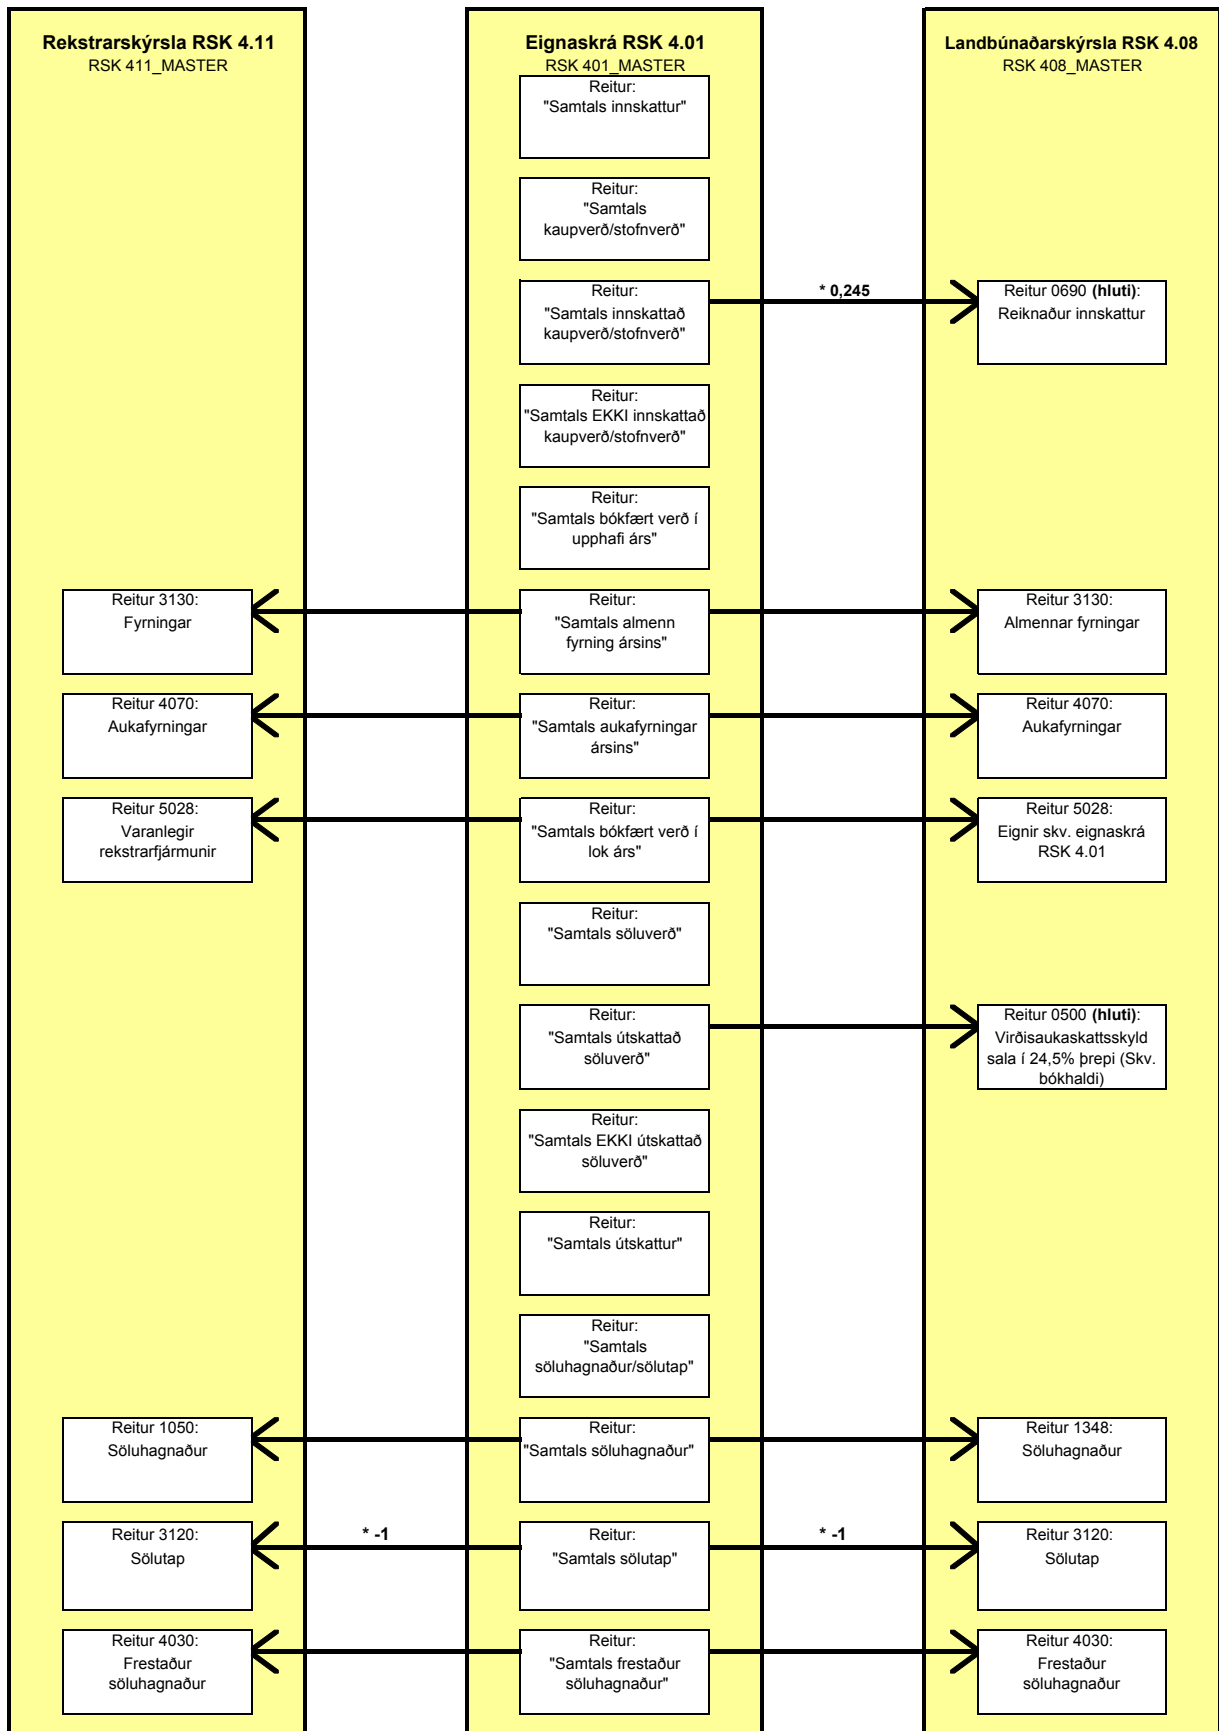 Rekstrarskýrsla RSK 4.11
RSK 411_MASTER
Eignaskrá RSK 4.01
RSK 401_MASTER
Landbúnaðarskýrsla RSK 4.08
RSK 408_MASTER
Reitur:
"Samtals innskattur"
Reitur:
"Samtals
kaupverð/stofnverð"
Reitur:
"Samtals innskattað
kaupverð/stofnverð"
* 0,245
Reitur 0690 (hluti):
Reiknaður innskattur
Reitur:
"Samtals EKKI innskattað
kaupverð/stofnverð"
Reitur:
"Samtals bókfært verð í
upphafi árs"
Reitur 3130:
Fyrningar
Reitur:
"Samtals almenn
fyrning ársins"
Reitur 3130:
Almennar fyrningar
Reitur 4070:
Aukafyrningar
Reitur:
"Samtals aukafyrningar
ársins"
Reitur 4070:
Aukafyrningar
Reitur 5028:
Varanlegir
rekstrarfjármunir
Reitur:
"Samtals bókfært verð í
lok árs"
Reitur 5028:
Eignir skv. eignaskrá
RSK 4.01
Reitur:
"Samtals söluverð"
Reitur:
"Samtals útskattað
söluverð"
Reitur 0500 (hluti):
Virðisaukaskattsskyld
sala í 24,5% þrepi (Skv.
bókhaldi)
Reitur:
"Samtals EKKI útskattað
söluverð"
Reitur:
"Samtals útskattur"
Reitur:
"Samtals
söluhagnaður/sölutap"
Reitur 1050:
Söluhagnaður
Reitur:
"Samtals söluhagnaður"
Reitur 1348:
Söluhagnaður
Reitur 3120:
Sölutap
* -1
Reitur:
"Samtals sölutap"
* -1
Reitur 3120:
Sölutap
Reitur 4030:
Frestaður
söluhagnaður
Reitur:
"Samtals frestaður
söluhagnaður"
Reitur 4030:
Frestaður
söluhagnaður